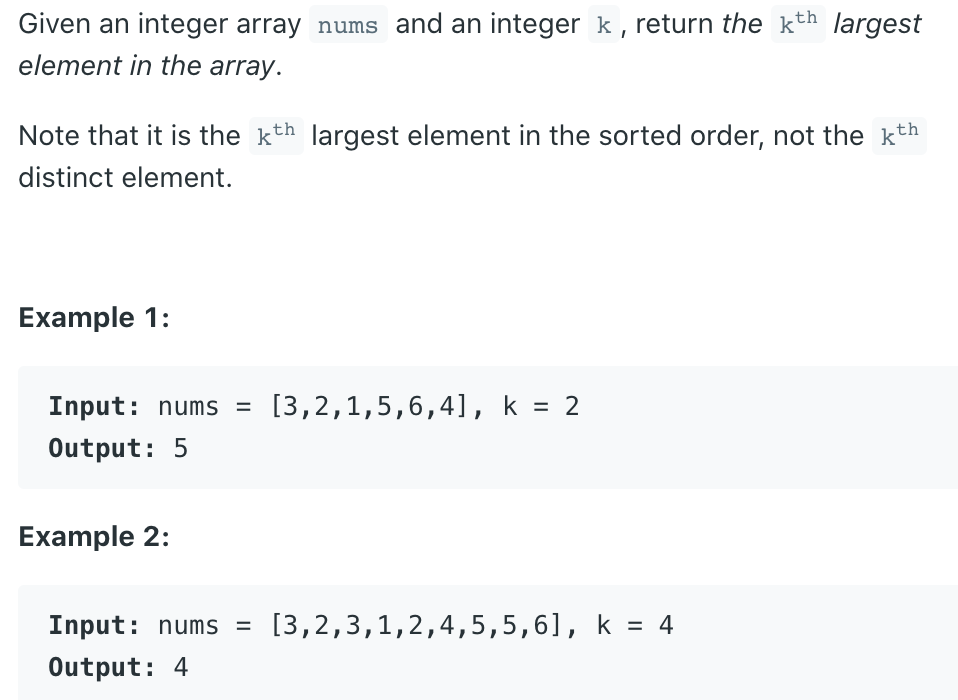 Given an integer array nums and an integer k, return the kth largest
element in the array.
Note that it is the kth largest element in the sorted order, not the kth
distinct element.
Example 1:
Input: nums = [3,2,1,5,6,4], k = 2
Output: 5
Example 2:
Input: nums = [3,2,3,1,2,4,5,5,6], k = 4
Output: 4